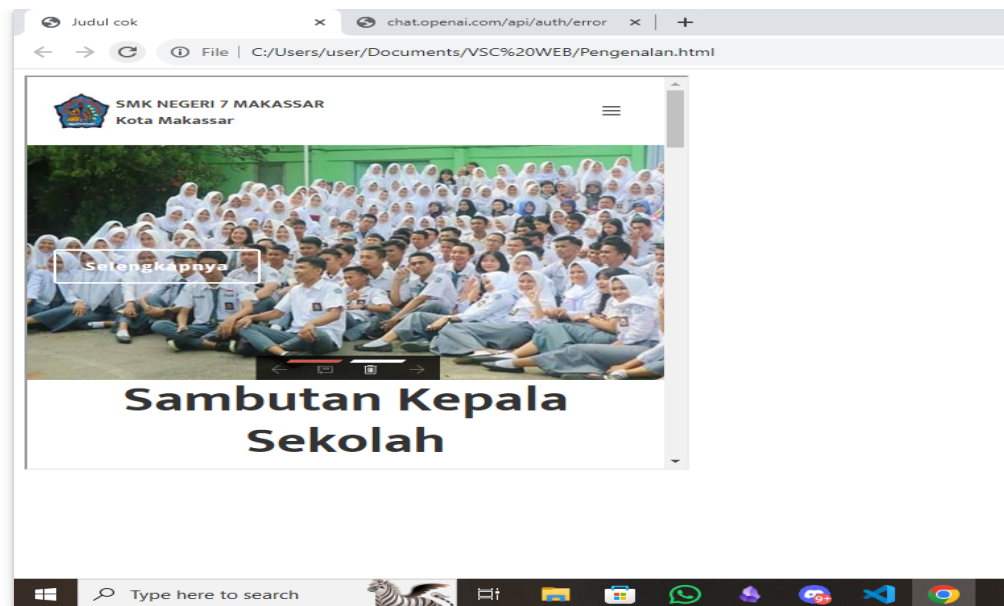 Judul cok
chat.openai.com/api/auth/error
File | C:/Users/user/Documents/VSC%20WEB/Pengenalan.html
SMK NEGERI 7 MAKASSAR
Kota Makassar
Selengkapnya
Sambutan Kepala
Sekolah
Type here to search
9+